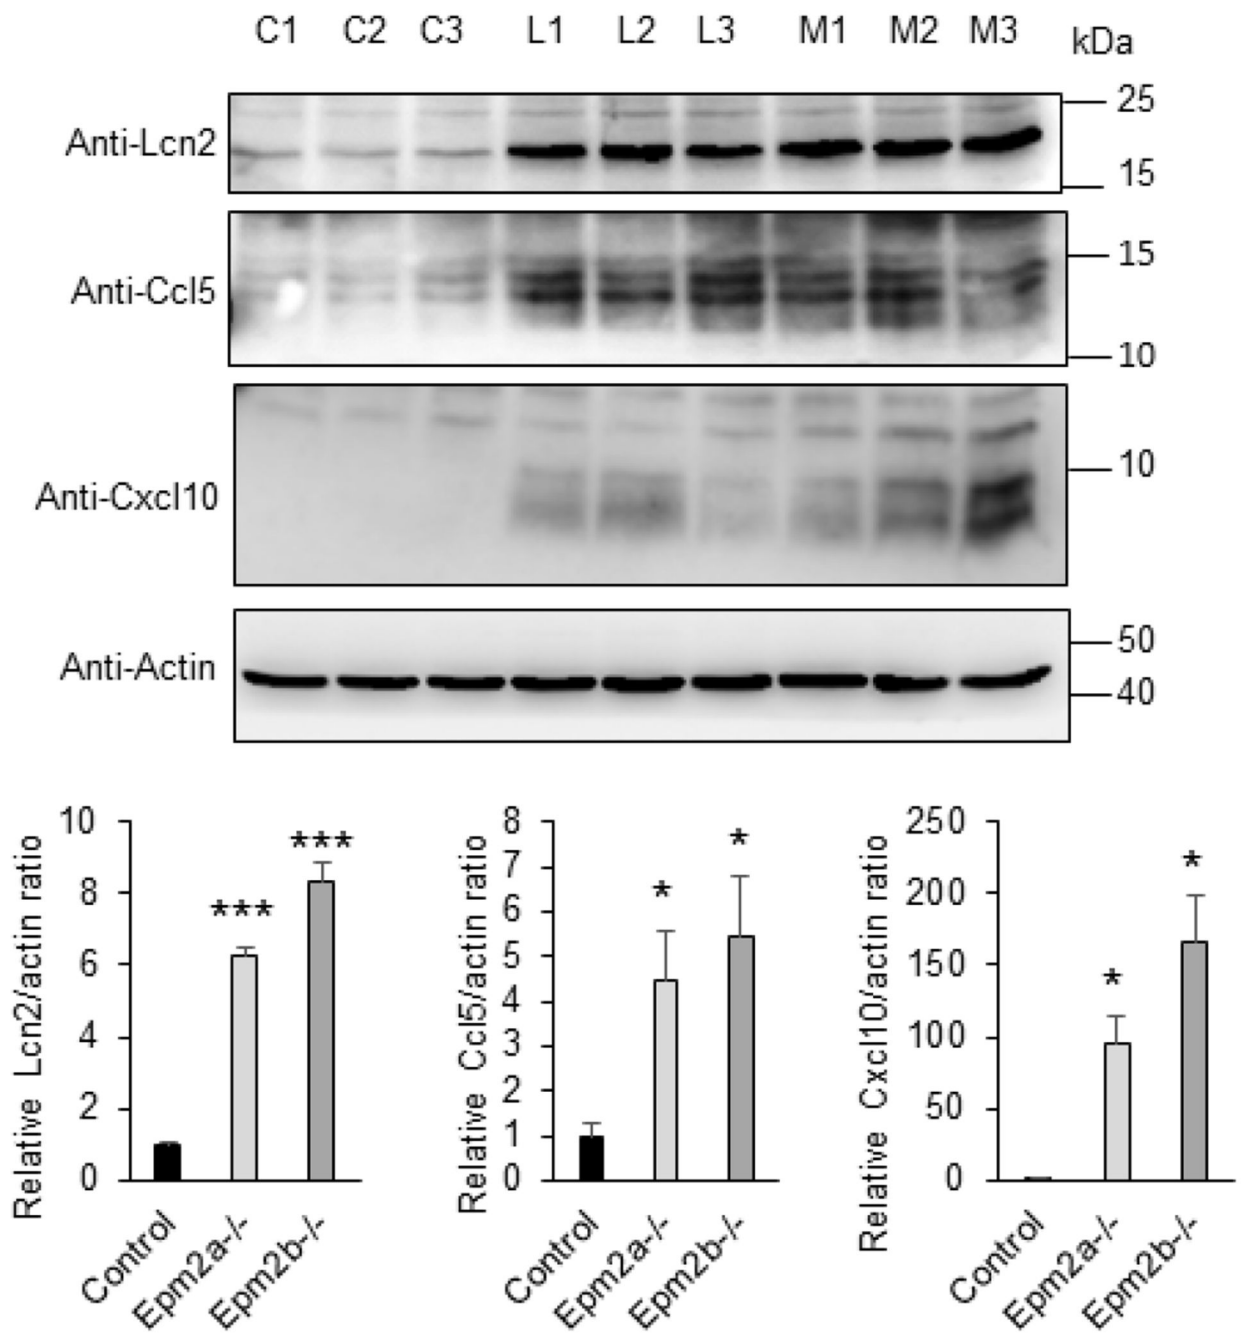 C1 C2 C3 L1 L2 L3 M1 M2 M3 kDa
Anti-Lcn2
25
15
Anti-Ccl5
15
10
Anti-Cxcl10
10
Anti-Actin
50
40
Relative Lcn2/actin ratio
10
8
6
4
2
0
***
***
Control
Epm2a-/-
Epm2b-/-
Relative Ccl5/actin ratio
8
7
6
5
4
3
2
1
0
*
*
Control
Epm2a-/-
Epm2b-/-
Relative Cxcl10/actin ratio
250
200
150
100
50
0
*
*
Control
Epm2a-/-
Epm2b-/-